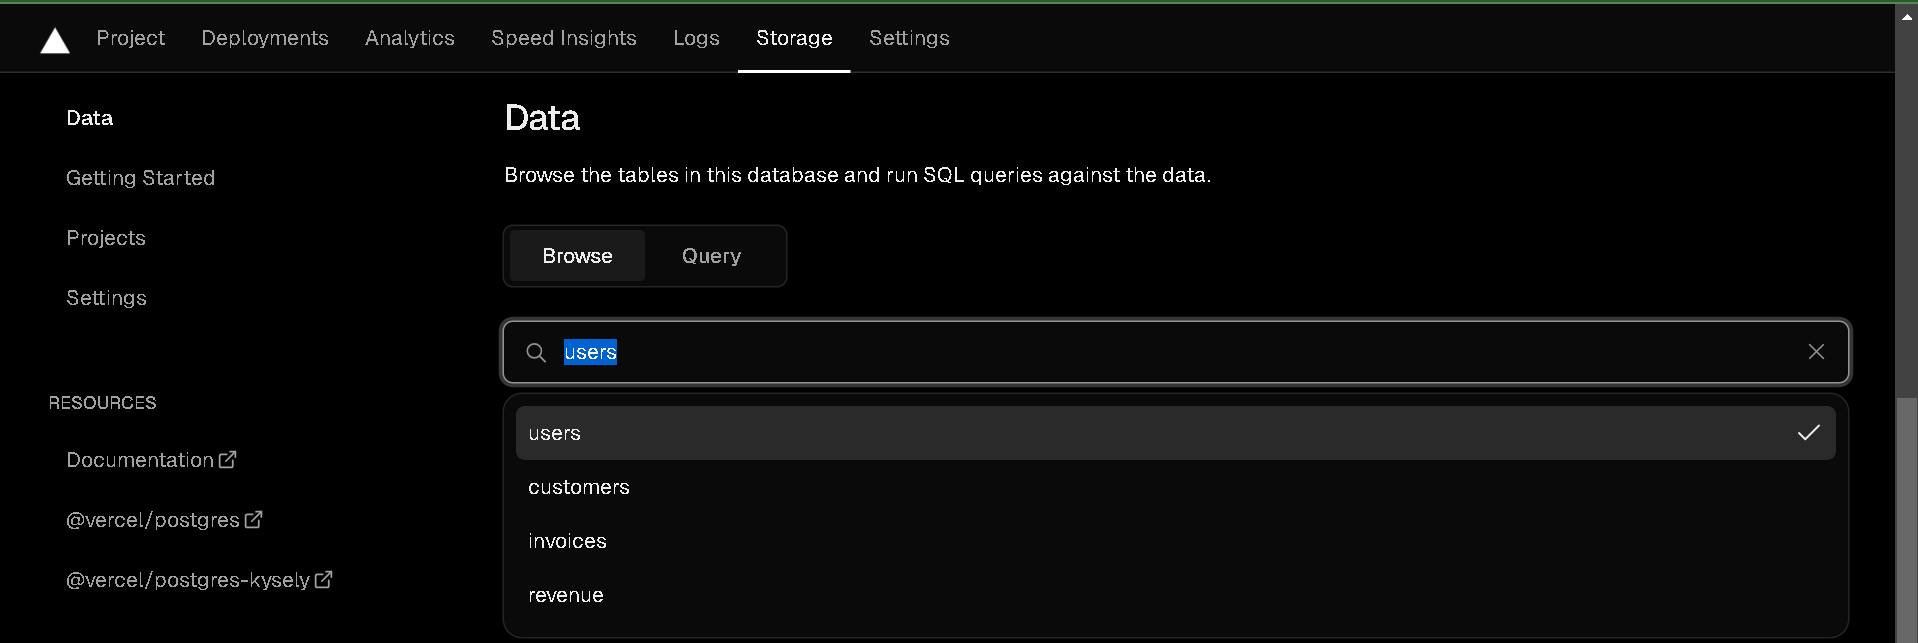 Project Deployments Analytics Speed Insights Logs Storage Settings
Data
Getting Started
Projects
Settings
RESOURCES
Documentation
@vercel/postgres
@vercel/postgres-kysely
Data
Browse the tables in this database and run SQL queries against the data.
Browse Query
users
users
customers
invoices
revenue